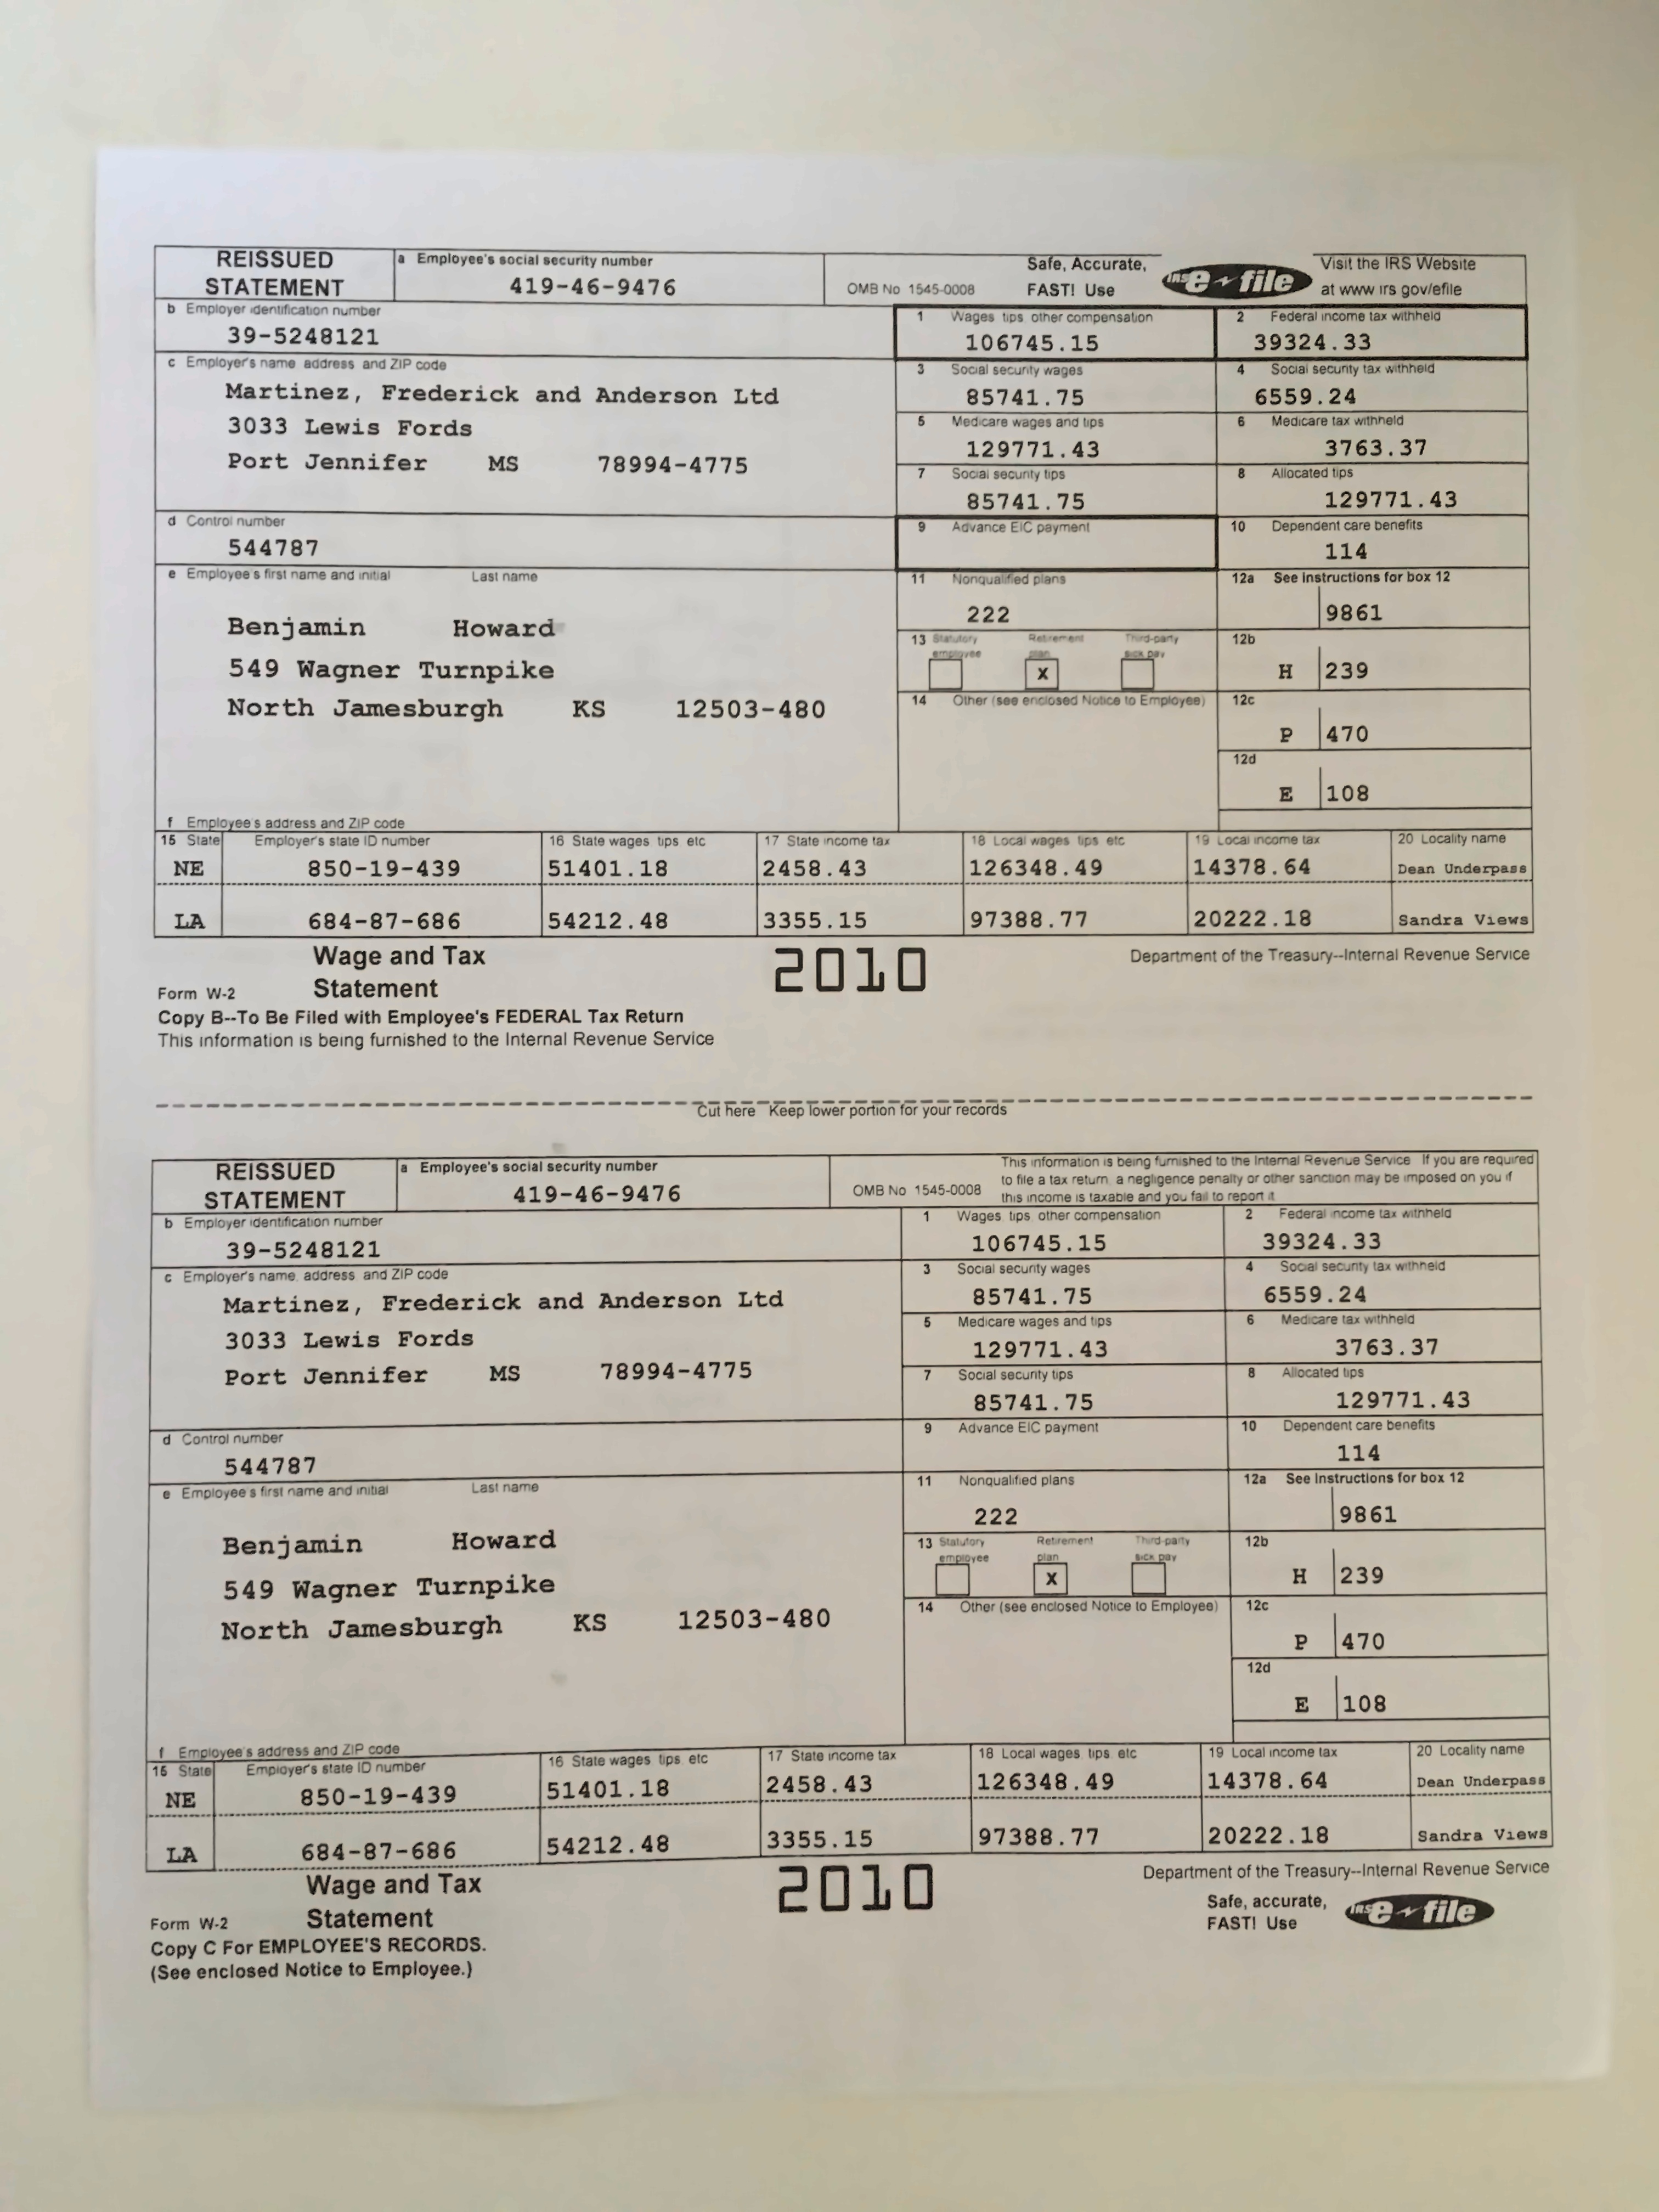 REISSUED STATEMENT
a Employee's social security number
419-46-9476
OMB No 1545-0008
Safe, Accurate, FAST! Use
IRS e file
Visit the IRS Website at www irs gov/efile
b Employer identification number
39-5248121
1 Wages tips other compensation
106745.15
2 Federal income tax withheld
39324.33
c Employer's name address and ZIP code
Martinez, Frederick and Anderson Ltd
3033 Lewis Fords
Port Jennifer MS 78994-4775
3 Social security wages
85741.75
4 Social security tax withheld
6559.24
5 Medicare wages and tips
129771.43
6 Medicare tax withheld
3763.37
7 Social security tips
85741.75
8 Allocated tips
129771.43
d Control number
544787
9 Advance EIC payment
10 Dependent care benefits
114
e Employee's first name and initial Last name
Benjamin Howard
549 Wagner Turnpike
North Jamesburgh KS 12503-480
11 Nonqualified plans
222
12a See instructions for box 12
9861
13 Statutory employee Retirement plan Third-party sick pay
X
12b
H 239
14 Other (see enclosed Notice to Employee)
12c
P 470
12d
E 108
f Employee's address and ZIP code
15 State Employer's state ID number 16 State wages tips etc 17 State income tax 18 Local wages tips etc 19 Local income tax 20 Locality name
NE 850-19-439 51401.18 2458.43 126348.49 14378.64 Dean Underpass
LA 684-87-686 54212.48 3355.15 97388.77 20222.18 Sandra Views
Wage and Tax
Form W-2 Statement
2010
Department of the Treasury--Internal Revenue Service
Copy B--To Be Filed with Employee's FEDERAL Tax Return
This information is being furnished to the Internal Revenue Service
Cut here Keep lower portion for your records
REISSUED STATEMENT
a Employee's social security number
419-46-9476
OMB No 1545-0008
This information is being furnished to the Internal Revenue Service If you are required
to file a tax return a negligence penalty or other sanction may be imposed on you if
this income is taxable and you fail to report it
b Employer identification number
39-5248121
1 Wages tips other compensation
106745.15
2 Federal income tax withheld
39324.33
c Employer's name address and ZIP code
Martinez, Frederick and Anderson Ltd
3033 Lewis Fords
Port Jennifer MS 78994-4775
3 Social security wages
85741.75
4 Social security tax withheld
6559.24
5 Medicare wages and tips
129771.43
6 Medicare tax withheld
3763.37
7 Social security tips
85741.75
8 Allocated tips
129771.43
d Control number
544787
9 Advance EIC payment
10 Dependent care benefits
114
e Employee's first name and initial Last name
Benjamin Howard
549 Wagner Turnpike
North Jamesburgh KS 12503-480
11 Nonqualified plans
222
12a See Instructions for box 12
9861
13 Statutory employee Retirement plan Third-party sick pay
X
12b
H 239
14 Other (see enclosed Notice to Employee)
12c
P 470
12d
E 108
f Employee's address and ZIP code
15 State Employer's state ID number 16 State wages tips etc 17 State income tax 18 Local wages tips etc 19 Local income tax 20 Locality name
NE 850-19-439 51401.18 2458.43 126348.49 14378.64 Dean Underpass
LA 684-87-686 54212.48 3355.15 97388.77 20222.18 Sandra Views
Wage and Tax
Form W-2 Statement
2010
Department of the Treasury--Internal Revenue Service
Safe, accurate, FAST! Use
IRS e file
Copy C For EMPLOYEE'S RECORDS.
(See enclosed Notice to Employee.)